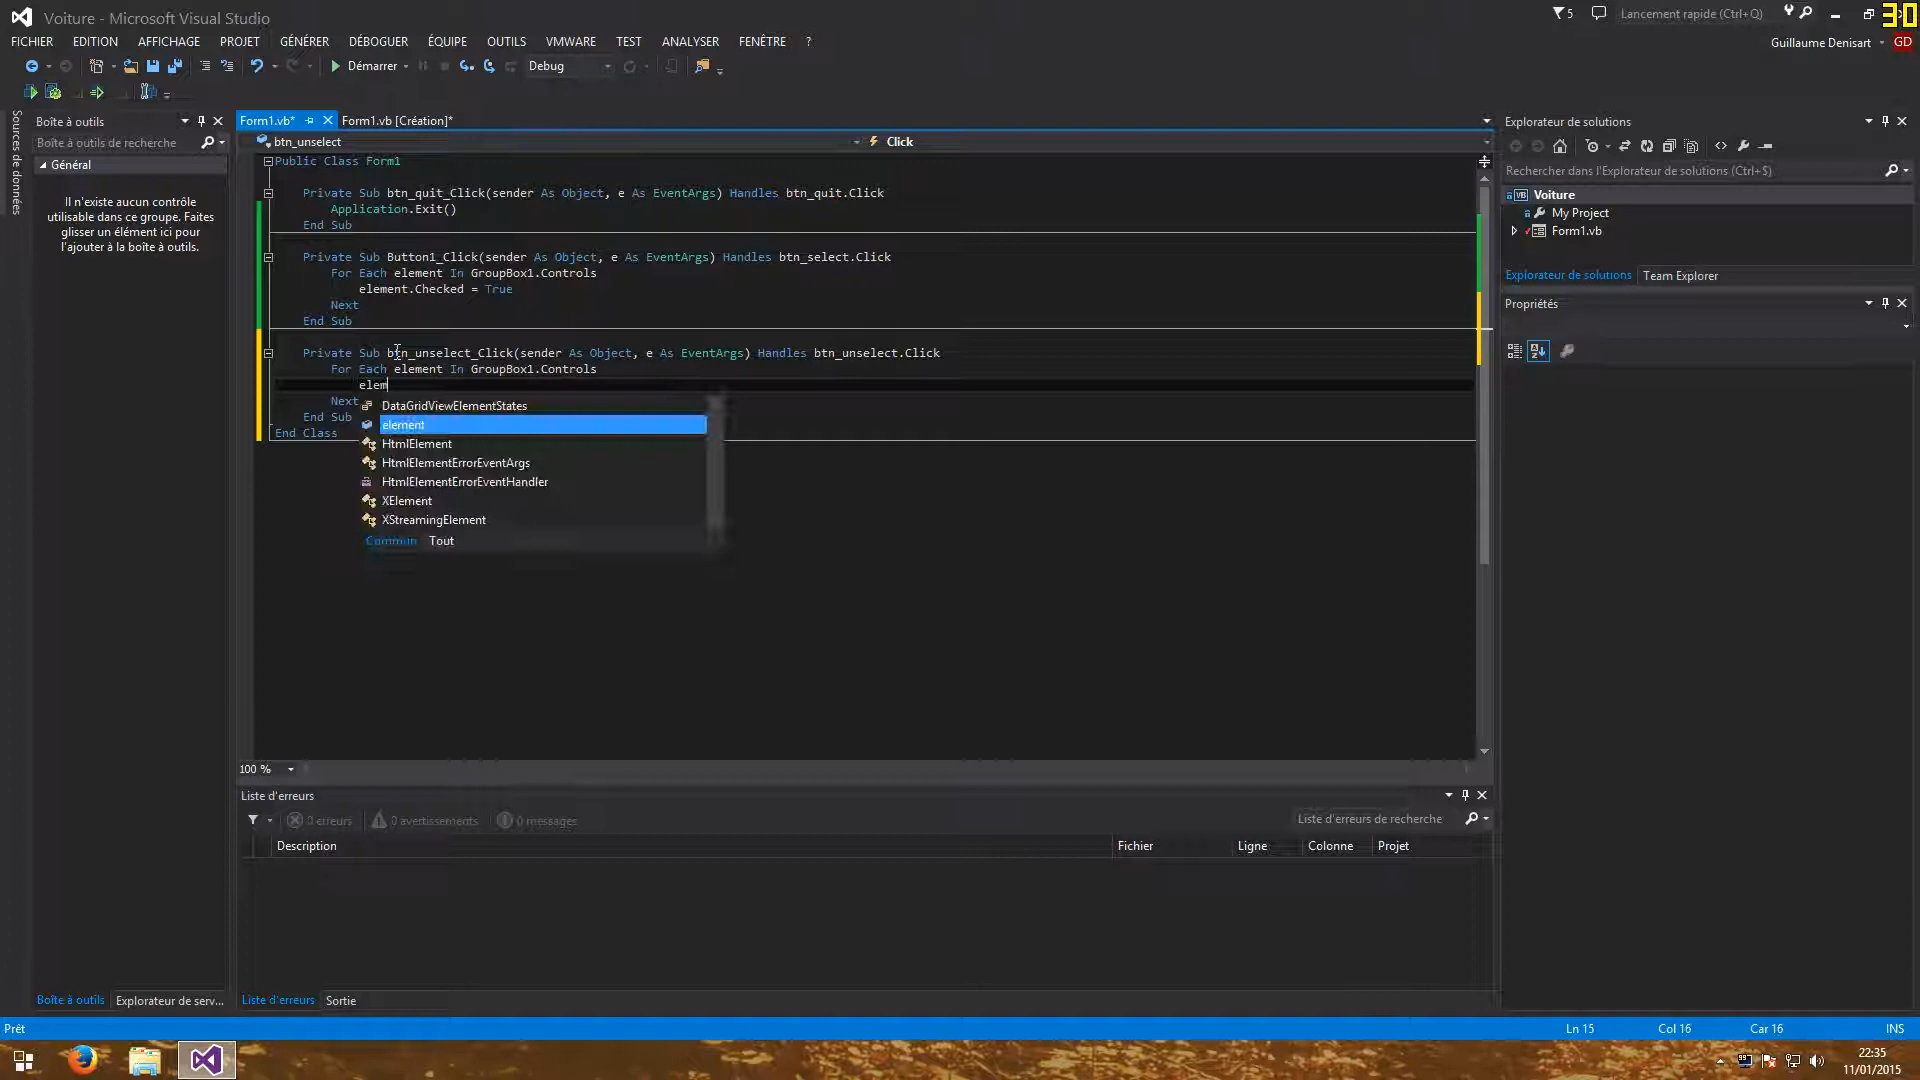 Voiture - Microsoft Visual Studio
5
Lancement rapide (Ctrl+Q)
30
FICHIER EDITION AFFICHAGE PROJET GÉNÉRER DÉBOGUER ÉQUIPE OUTILS VMWARE TEST ANALYSER FENÊTRE ?
Guillaume Denisart GD
Démarrer Debug
Sources de données
Boîte à outils
Boîte à outils de recherche
Général
Il n'existe aucun contrôle
utilisable dans ce groupe. Faites
glisser un élément ici pour
l'ajouter à la boîte à outils.
Boîte à outils Explorateur de serv...
Form1.vb* Form1.vb [Création]*
btn_unselect Click
Public Class Form1
Private Sub btn_quit_Click(sender As Object, e As EventArgs) Handles btn_quit.Click
Application.Exit()
End Sub
Private Sub Button1_Click(sender As Object, e As EventArgs) Handles btn_select.Click
For Each element In GroupBox1.Controls
element.Checked = True
Next
End Sub
Private Sub btn_unselect_Click(sender As Object, e As EventArgs) Handles btn_unselect.Click
For Each element In GroupBox1.Controls
elem
Next
End Sub
End Class
DataGridViewElementStates
element
HtmlElement
HtmlElementErrorEventArgs
HtmlElementErrorEventHandler
XElement
XStreamingElement
Commun Tout
100 %
Liste d'erreurs
0 erreurs 0 avertissements 0 messages
Liste d'erreurs de recherche
Description Fichier Ligne Colonne Projet
Liste d'erreurs Sortie
Explorateur de solutions
Rechercher dans l'Explorateur de solutions (Ctrl+$)
VB Voiture
My Project
Form1.vb
Explorateur de solutions Team Explorer
Propriétés
Prêt Ln 15 Col 16 Car 16 INS
22:35
11/01/2015